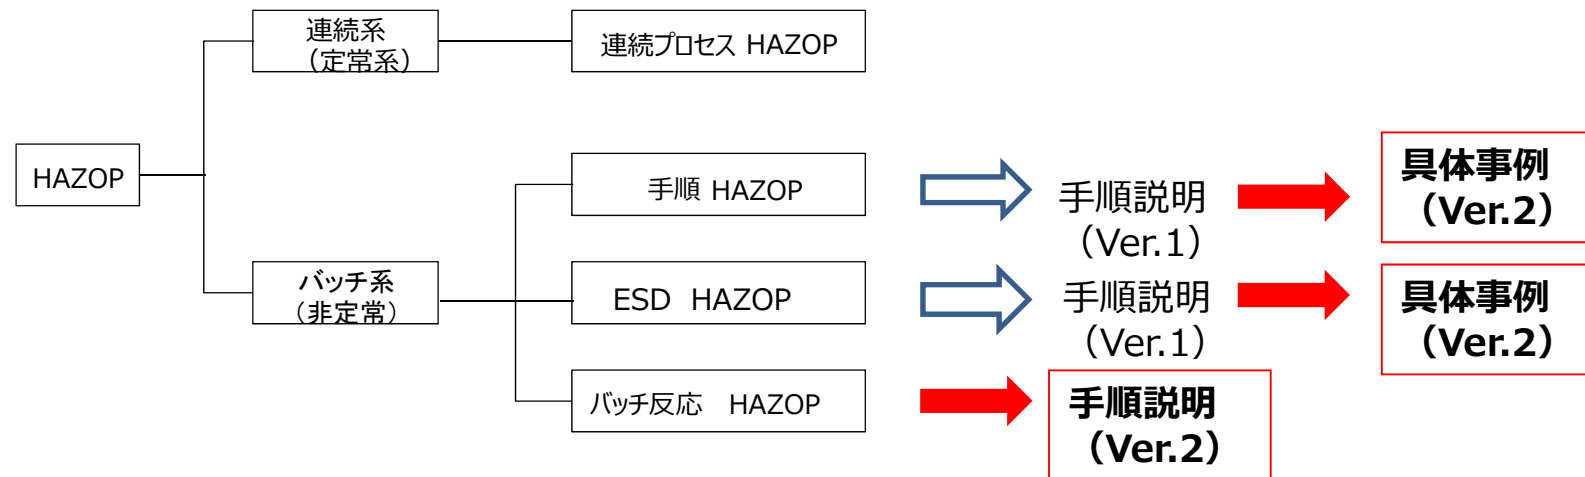 連続系
（定常系）
連続プロセス HAZOP
HAZOP
手順 HAZOP
手順説明
（Ver.1）
具体事例
（Ver.2）
バッチ系
（非定常）
ESD HAZOP
手順説明
（Ver.1）
具体事例
（Ver.2）
バッチ反応 HAZOP
手順説明
（Ver.2）